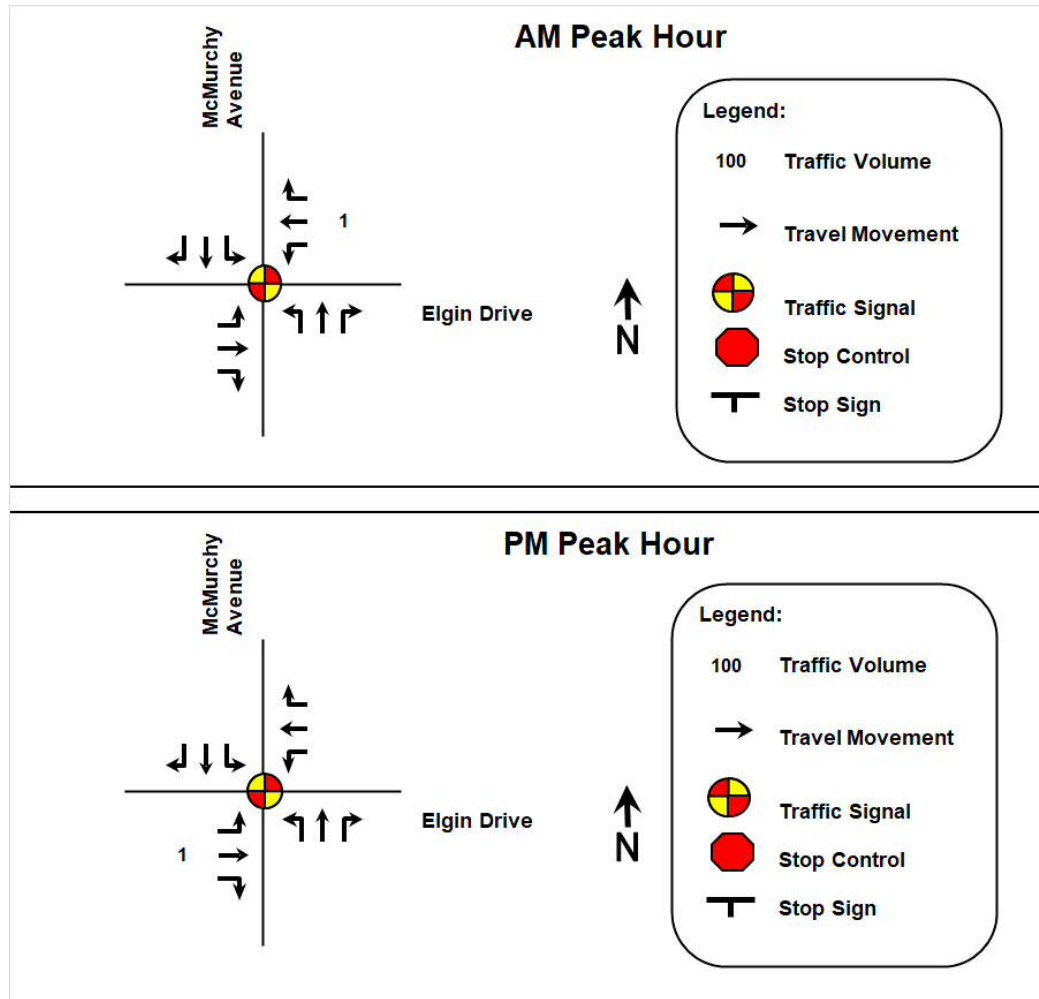 AM Peak Hour
McMurchy
Avenue
1
Elgin Drive
N
Legend:
100 Traffic Volume
Travel Movement
Traffic Signal
Stop Control
Stop Sign
PM Peak Hour
McMurchy
Avenue
1
Elgin Drive
N
Legend:
100 Traffic Volume
Travel Movement
Traffic Signal
Stop Control
Stop Sign